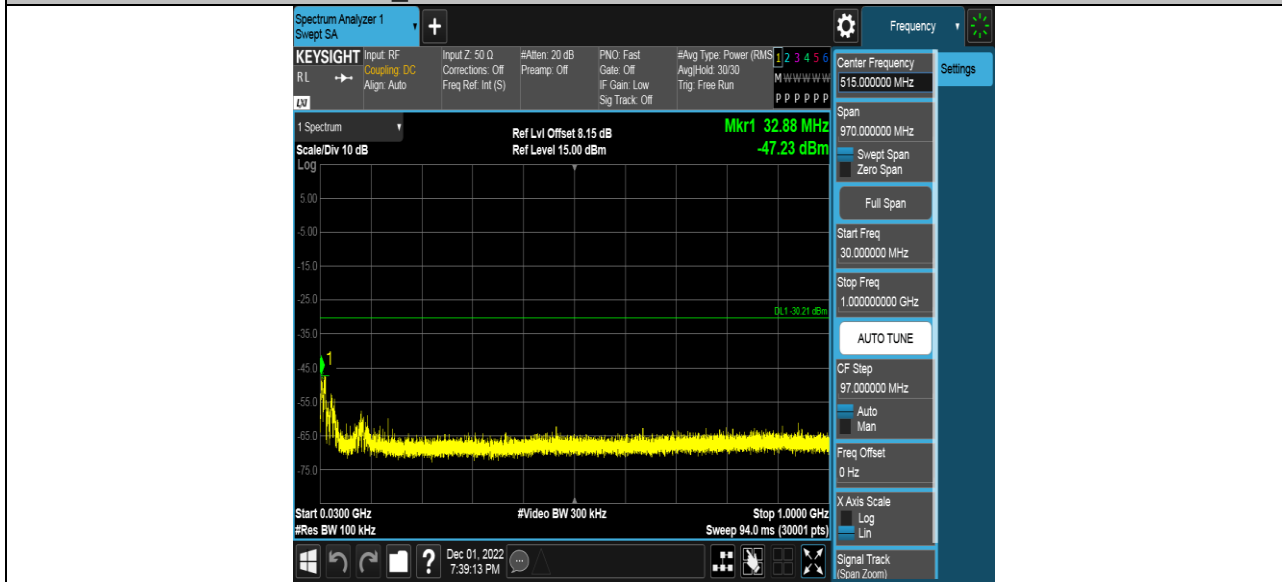 Spectrum Analyzer 1
Swept SA
+
Frequency
KEYSIGHT
RL
LXI
Input: RF
Coupling: DC
Align: Auto
Input Z: 50 Ω
Corrections: Off
Freq Ref: Int (S)
#Atten: 20 dB
Preamp: Off
PNO: Fast
Gate: Off
IF Gain: Low
Sig Track: Off
#Avg Type: Power (RMS
Avg|Hold: 30/30
Trig: Free Run
1 2 3 4 5 6
M W W W W W
P P P P P P
1 Spectrum
Scale/Div 10 dB
Log
Ref Lvl Offset 8.15 dB
Ref Level 15.00 dBm
Mkr1 32.88 MHz
-47.23 dBm
5.00
-5.00
-15.0
-25.0
DL1 -30.21 dBm
-35.0
1
-45.0
-55.0
-65.0
-75.0
Start 0.0300 GHz
#Video BW 300 kHz
Stop 1.0000 GHz
#Res BW 100 kHz
Sweep 94.0 ms (30001 pts)
?
Dec 01, 2022
7:39:13 PM
Center Frequency
515.000000 MHz
Span
970.000000 MHz
Swept Span
Zero Span
Full Span
Start Freq
30.000000 MHz
Stop Freq
1.000000000 GHz
AUTO TUNE
CF Step
97.000000 MHz
Auto
Man
Freq Offset
0 Hz
X Axis Scale
Log
Lin
Signal Track
(Span Zoom)
Settings